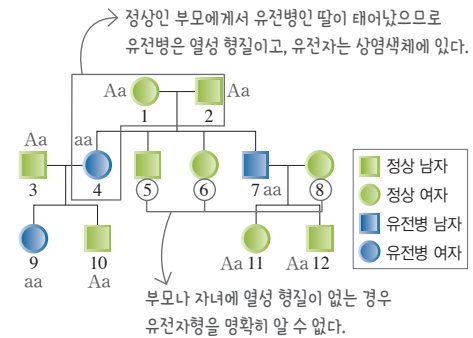 정상인 부모에게서 유전병인 딸이 태어났으므로
유전병은 열성 형질이고, 유전자는 상염색체에 있다.
Aa 1
2 Aa
Aa 3
aa 4
5
6
7 aa
8
9 aa
10 Aa
Aa 11
Aa 12
정상 남자
정상 여자
유전병 남자
유전병 여자
부모나 자녀에 열성 형질이 없는 경우
유전자형을 명확히 알 수 없다.